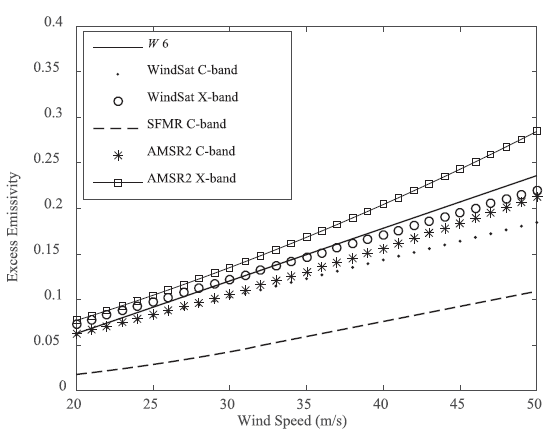 0.4
0.35
0.3
0.25
0.2
0.15
0.1
0.05
0
Excess Emissivity
W 6
WindSat C-band
WindSat X-band
SFMR C-band
AMSR2 C-band
AMSR2 X-band
20 25 30 35 40 45 50
Wind Speed (m/s)